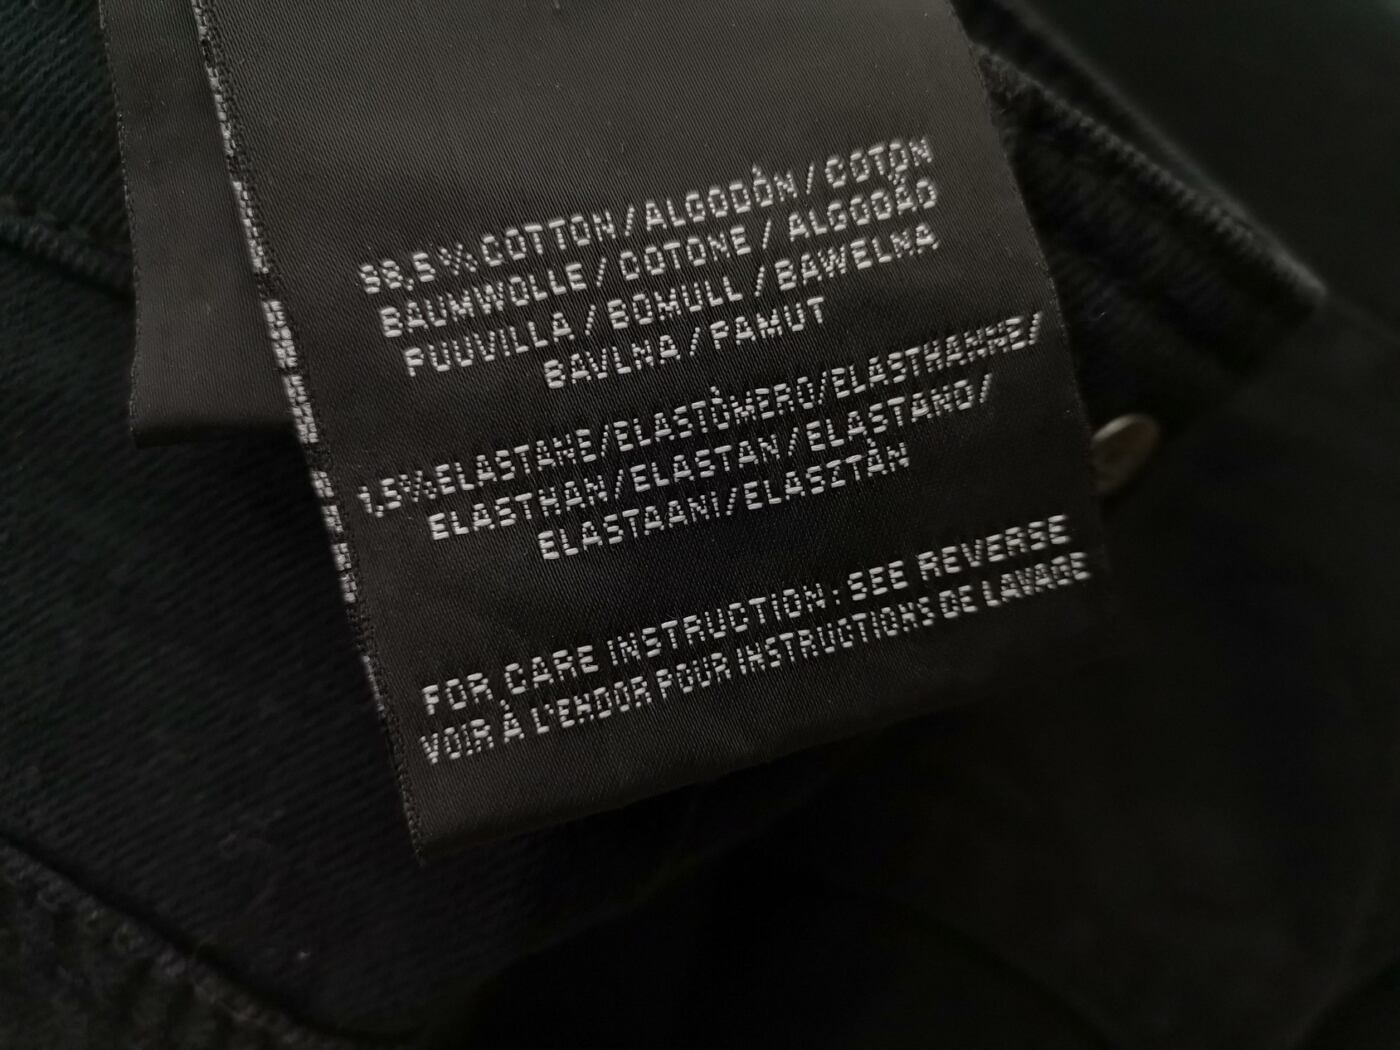 98,5% COTTON/ALGODÓN/COTON
BAUMWOLLE/COTONE/ALGODÃO
PUUVILLA/BOMULL/BAWEŁNA
BAVLNA/PAMUT
1,5% ELASTANE/ELASTÓMERO/ELASTHANNE/
ELASTHAN/ELASTAN/ELASTANO/
ELASTAANI/ELASZTÁN
FOR CARE INSTRUCTION: SEE REVERSE
VOIR À L'ENDOR POUR INSTRUCTIONS DE LAVAGE